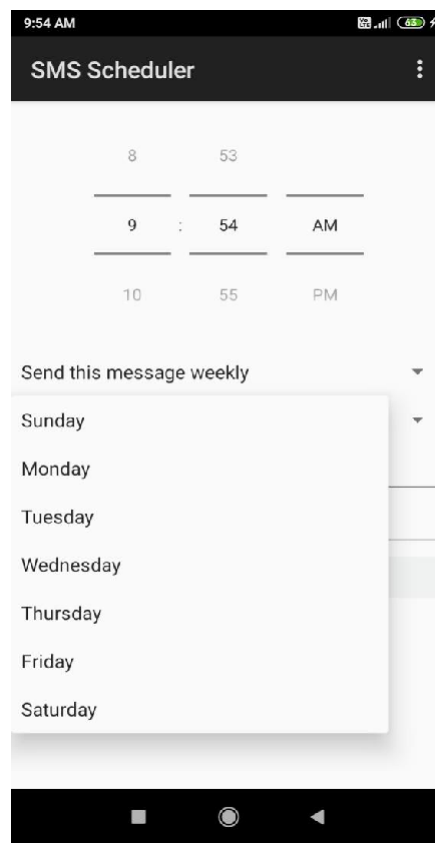 9:54 AM 63
SMS Scheduler
8 53
9 : 54 AM
10 55 PM
Send this message weekly
Sunday
Monday
Tuesday
Wednesday
Thursday
Friday
Saturday